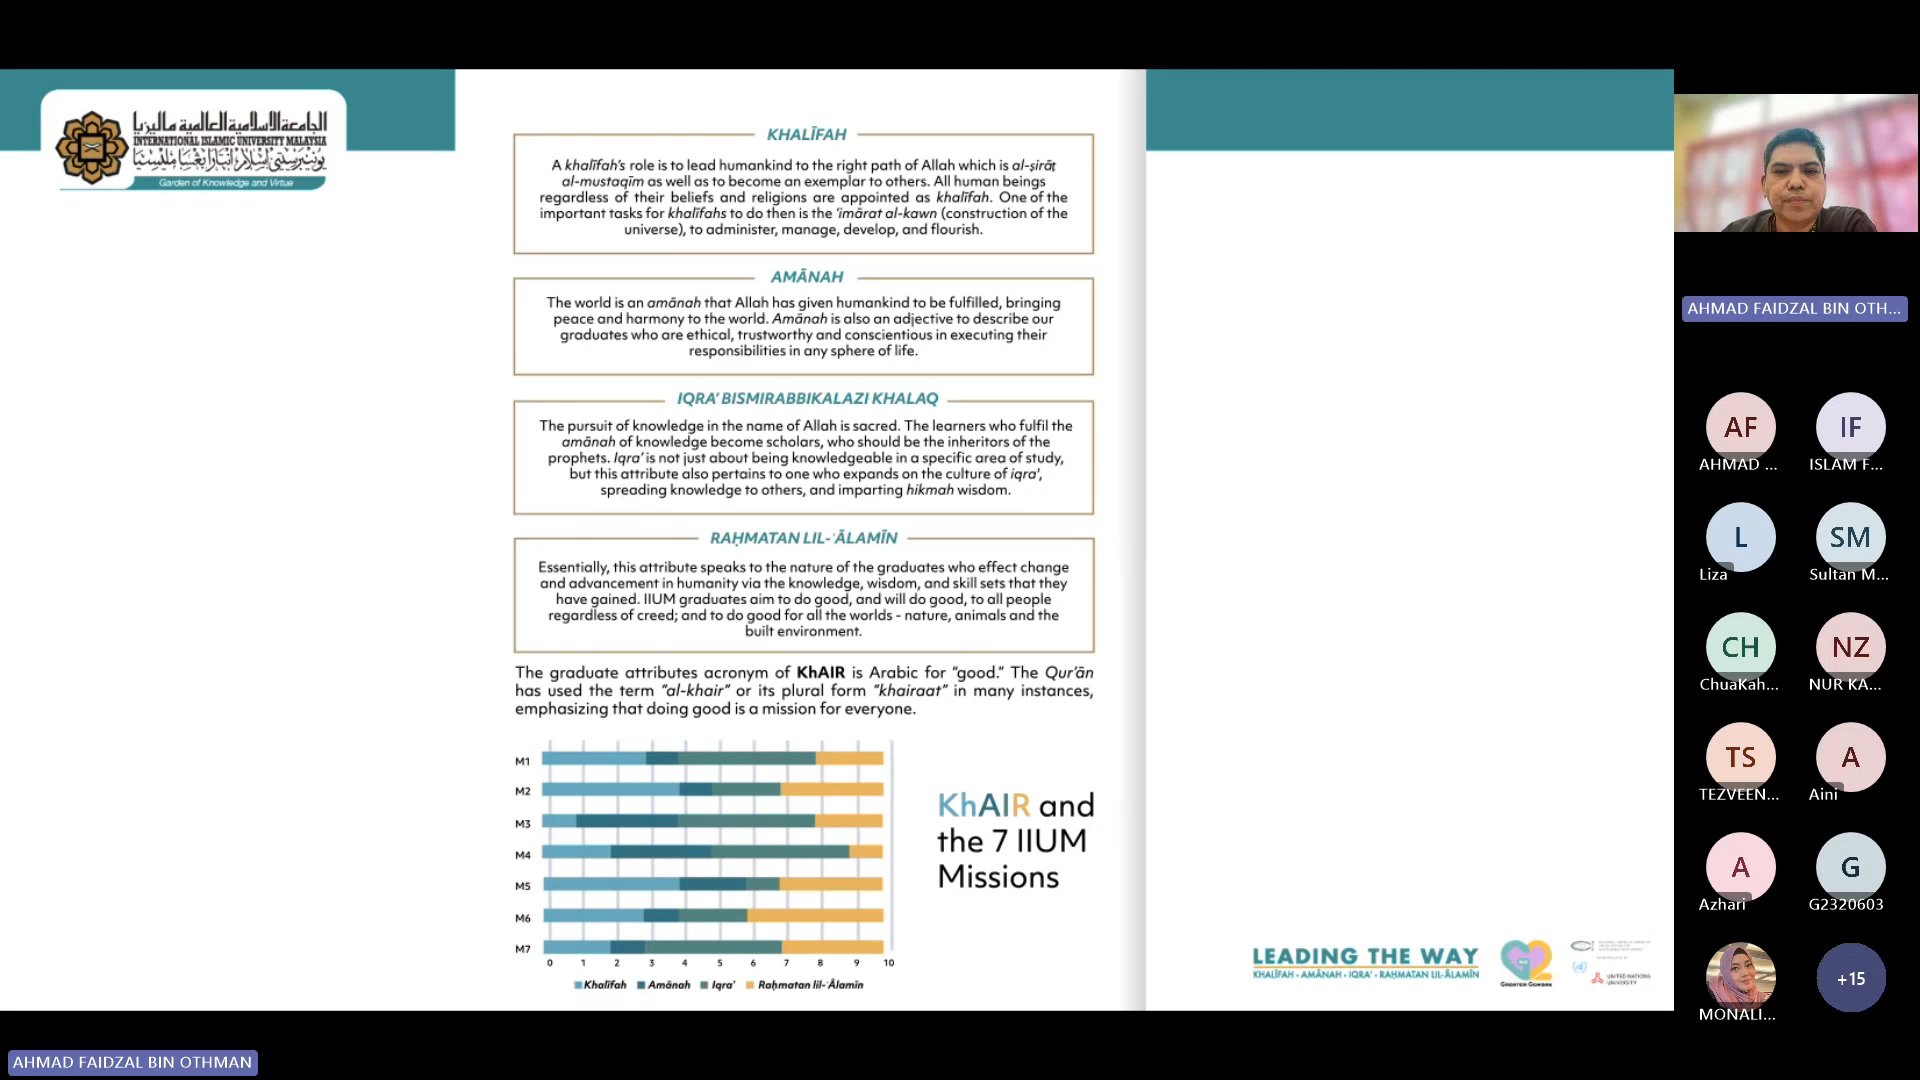 الجامعة الإسلامية العالمية ماليزيا
INTERNATIONAL ISLAMIC UNIVERSITY MALAYSIA
Garden of Knowledge and Virtue
KHALĪFAH
A khalīfah's role is to lead humankind to the right path of Allah which is al-ṣirāṭ
al-mustaqīm as well as to become an exemplar to others. All human beings
regardless of their beliefs and religions are appointed as khalīfah. One of the
important tasks for khalīfahs to do then is the ‘imārat al-kawn (construction of the
universe), to administer, manage, develop, and flourish.
AMĀNAH
The world is an amānah that Allah has given humankind to be fulfilled, bringing
peace and harmony to the world. Amānah is also an adjective to describe our
graduates who are ethical, trustworthy and conscientious in executing their
responsibilities in any sphere of life.
IQRA’ BISMIRABBIKALAZI KHALAQ
The pursuit of knowledge in the name of Allah is sacred. The learners who fulfil the
amānah of knowledge become scholars, who should be the inheritors of the
prophets. Iqra’ is not just about being knowledgeable in a specific area of study,
but this attribute also pertains to one who expands on the culture of iqra',
spreading knowledge to others, and imparting hikmah wisdom.
RAḤMATAN LIL-ʿĀLAMĪN
Essentially, this attribute speaks to the nature of the graduates who effect change
and advancement in humanity via the knowledge, wisdom, and skill sets that they
have gained. IIUM graduates aim to do good, and will do good, to all people
regardless of creed; and to do good for all the worlds - nature, animals and the
built environment.
The graduate attributes acronym of KhAIR is Arabic for “good.” The Qur’ān
has used the term “al-khair” or its plural form “khairaat” in many instances,
emphasizing that doing good is a mission for everyone.
M1
M2
M3
M4
M5
M6
M7
0 1 2 3 4 5 6 7 8 9 10
Khalīfah Amānah Iqra’ Raḥmatan lil-ʿĀlamīn
KhAIR and
the 7 IIUM
Missions
LEADING THE WAY
KHALĪFAH - AMĀNAH - IQRA’ - RAḤMATAN LIL-ʿĀLAMĪN
GREATER GOMBAK
UNITED NATIONS
UNIVERSITY
AHMAD FAIDZAL BIN OTH...
AF IF
AHMAD ... ISLAM F...
L SM
Liza Sultan M...
CH NZ
ChuaKah... NUR KA...
TS A
TEZVEEN... Aini
A G
Azhari G2320603
+15
MONALI...
AHMAD FAIDZAL BIN OTHMAN